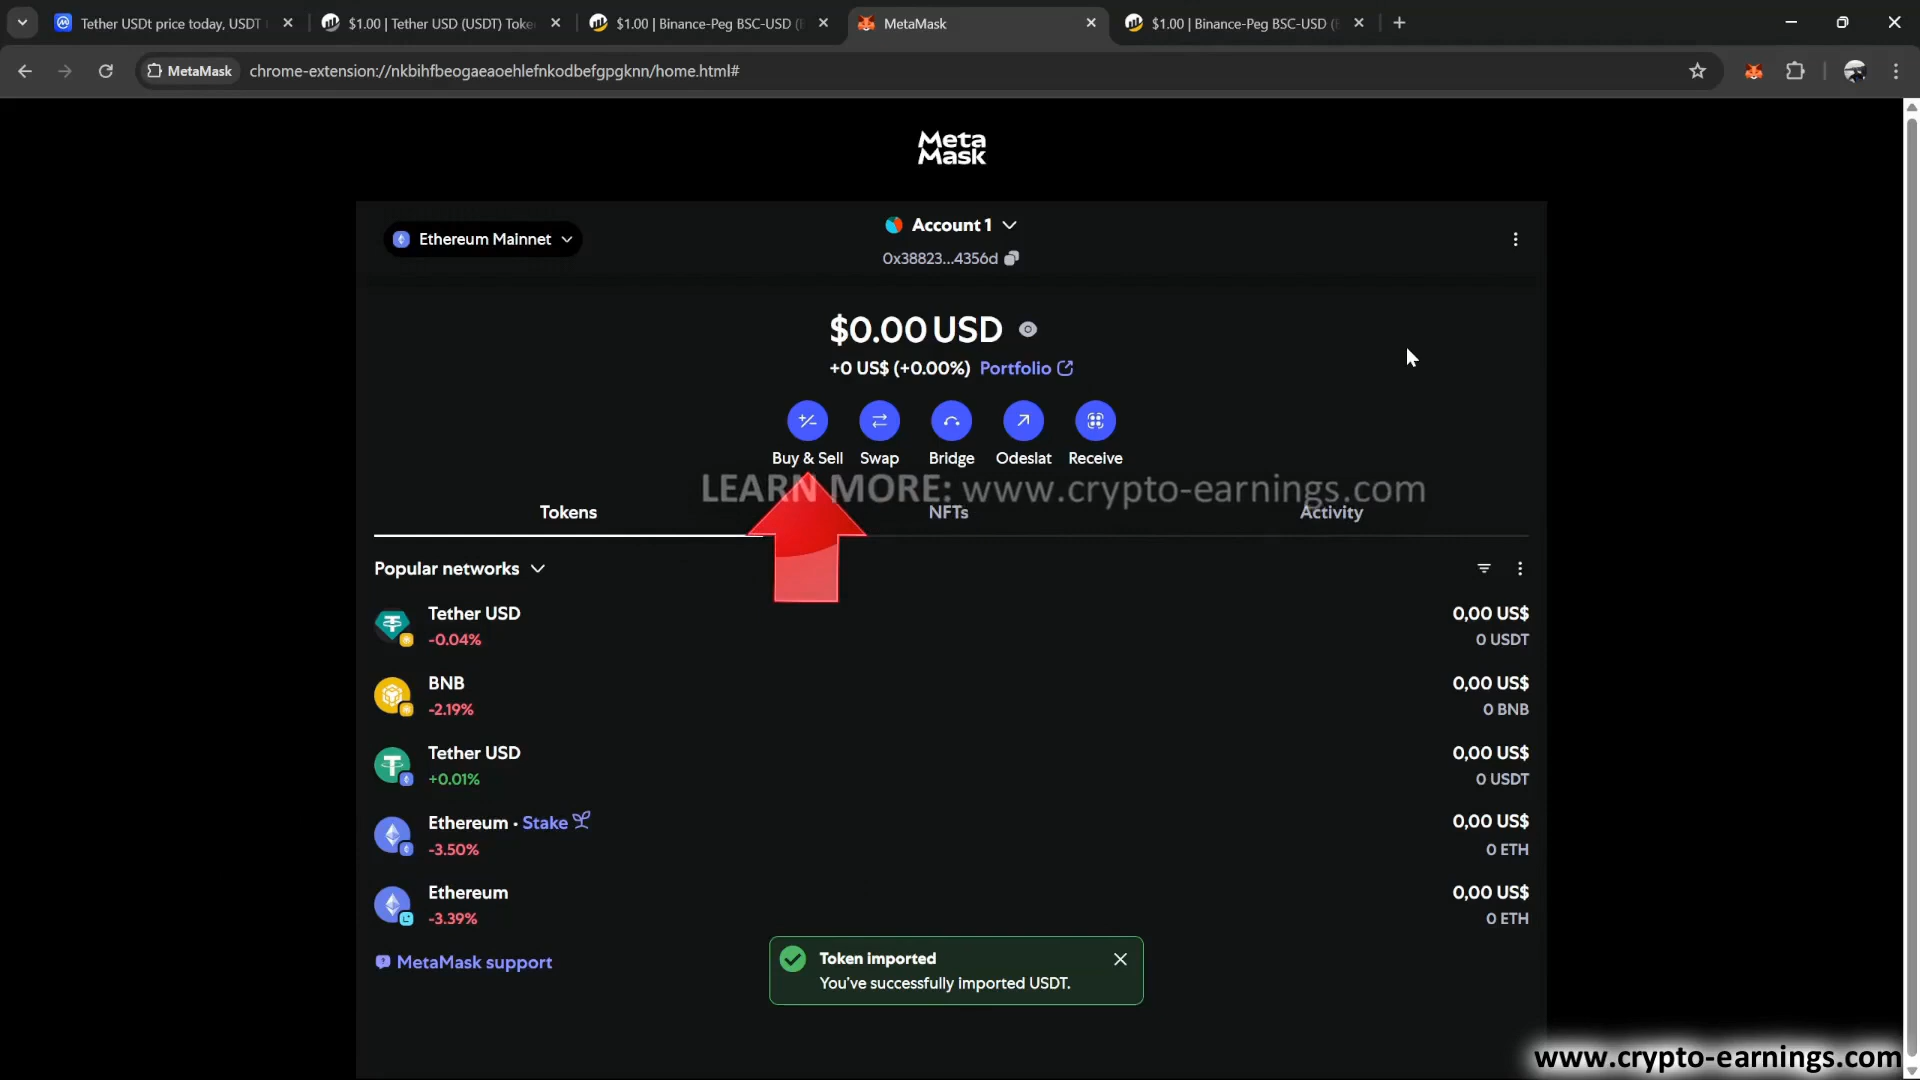 Tether USDt price today, USDT
$1.00 | Tether USD (USDT) Toke
$1.00 | Binance-Peg BSC-USD (
MetaMask
$1.00 | Binance-Peg BSC-USD (
MetaMask
chrome-extension://nkbihfbeogaeaoehlefnkodbefgpgknn/home.html#
Meta
Mask
Ethereum Mainnet
Account 1
0x38823...4356d
$0.00 USD
+0 US$ (+0.00%) Portfolio
Buy & Sell
Swap
Bridge
Odeslat
Receive
LEARN MORE: www.crypto-earnings.com
Tokens
NFTs
Activity
Popular networks
Tether USD
0,00 US$
-0.04%
0 USDT
BNB
0,00 US$
-2.19%
0 BNB
Tether USD
0,00 US$
+0.01%
0 USDT
Ethereum • Stake
0,00 US$
-3.50%
0 ETH
Ethereum
0,00 US$
-3.39%
0 ETH
MetaMask support
Token imported
You've successfully imported USDT.
www.crypto-earnings.com